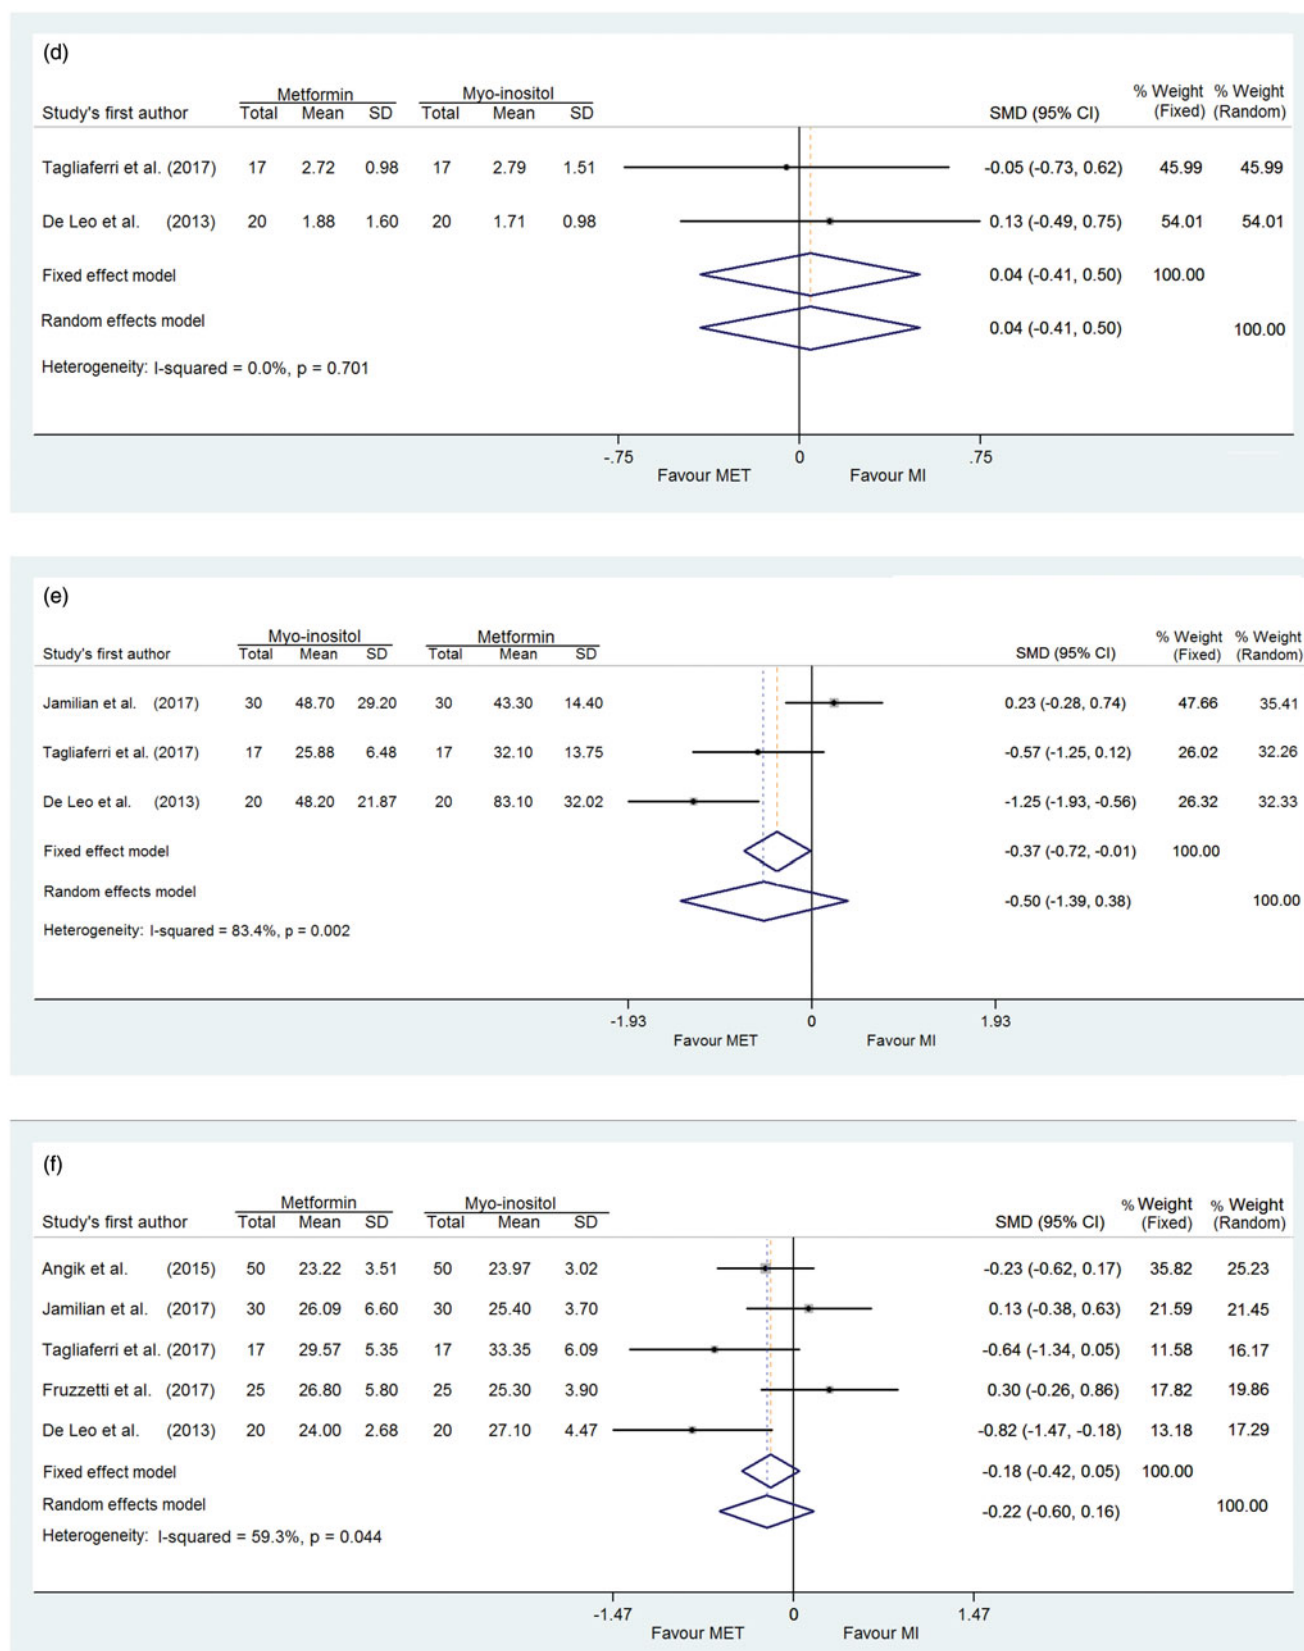 (d)
Metformin Myo-inositol % Weight % Weight
Study's first author Total Mean SD Total Mean SD SMD (95% CI) (Fixed) (Random)
Tagliaferri et al. (2017) 17 2.72 0.98 17 2.79 1.51 -0.05 (-0.73, 0.62) 45.99 45.99
De Leo et al. (2013) 20 1.88 1.60 20 1.71 0.98 0.13 (-0.49, 0.75) 54.01 54.01
Fixed effect model 0.04 (-0.41, 0.50) 100.00
Random effects model 0.04 (-0.41, 0.50) 100.00
Heterogeneity: I-squared = 0.0%, p = 0.701
-.75 0 .75
Favour MET Favour MI
(e)
Myo-inositol Metformin % Weight % Weight
Study's first author Total Mean SD Total Mean SD SMD (95% CI) (Fixed) (Random)
Jamilian et al. (2017) 30 48.70 29.20 30 43.30 14.40 0.23 (-0.28, 0.74) 47.66 35.41
Tagliaferri et al. (2017) 17 25.88 6.48 17 32.10 13.75 -0.57 (-1.25, 0.12) 26.02 32.26
De Leo et al. (2013) 20 48.20 21.87 20 83.10 32.02 -1.25 (-1.93, -0.56) 26.32 32.33
Fixed effect model -0.37 (-0.72, -0.01) 100.00
Random effects model -0.50 (-1.39, 0.38) 100.00
Heterogeneity: I-squared = 83.4%, p = 0.002
-1.93 0 1.93
Favour MET Favour MI
(f)
Metformin Myo-inositol % Weight % Weight
Study's first author Total Mean SD Total Mean SD SMD (95% CI) (Fixed) (Random)
Angik et al. (2015) 50 23.22 3.51 50 23.97 3.02 -0.23 (-0.62, 0.17) 35.82 25.23
Jamilian et al. (2017) 30 26.09 6.60 30 25.40 3.70 0.13 (-0.38, 0.63) 21.59 21.45
Tagliaferri et al. (2017) 17 29.57 5.35 17 33.35 6.09 -0.64 (-1.34, 0.05) 11.58 16.17
Fruzzetti et al. (2017) 25 26.80 5.80 25 25.30 3.90 0.30 (-0.26, 0.86) 17.82 19.86
De Leo et al. (2013) 20 24.00 2.68 20 27.10 4.47 -0.82 (-1.47, -0.18) 13.18 17.29
Fixed effect model -0.18 (-0.42, 0.05) 100.00
Random effects model -0.22 (-0.60, 0.16) 100.00
Heterogeneity: I-squared = 59.3%, p = 0.044
-1.47 0 1.47
Favour MET Favour MI